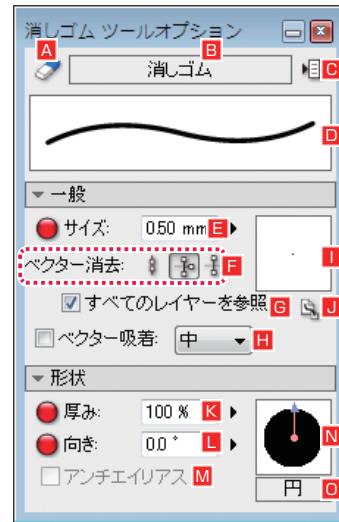 消しゴム ツールオプション
A B
消しゴム C
D
一般
サイズ: 0.50 mm E I
ベクター消去: F
すべてのレイヤーを参照 G J
ベクター吸着: 中 H
形状
厚み: 100 % K
向き: 0.0 ° L N
アンチエイリアス M
円 O